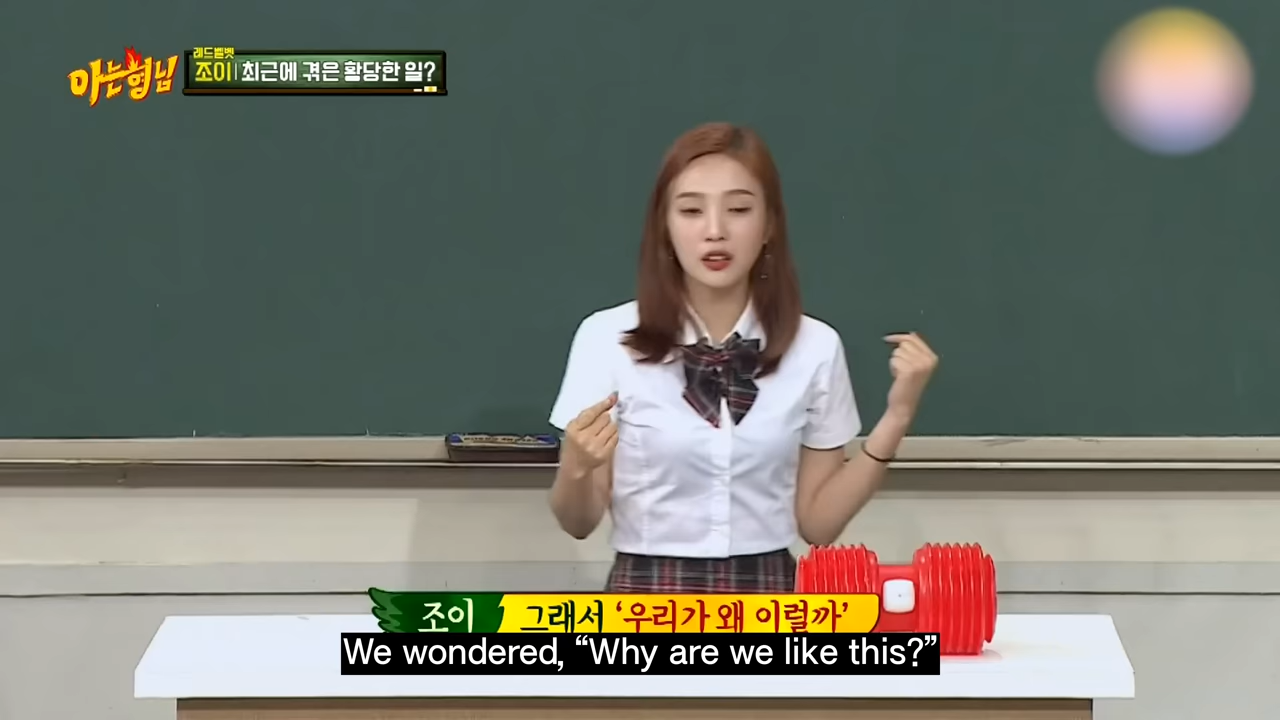 아는형님
레드벨벳
조이 | 최근에 겪은 황당한 일?
조이 그래서 '우리가 왜 이럴까'
We wondered, “Why are we like this?”